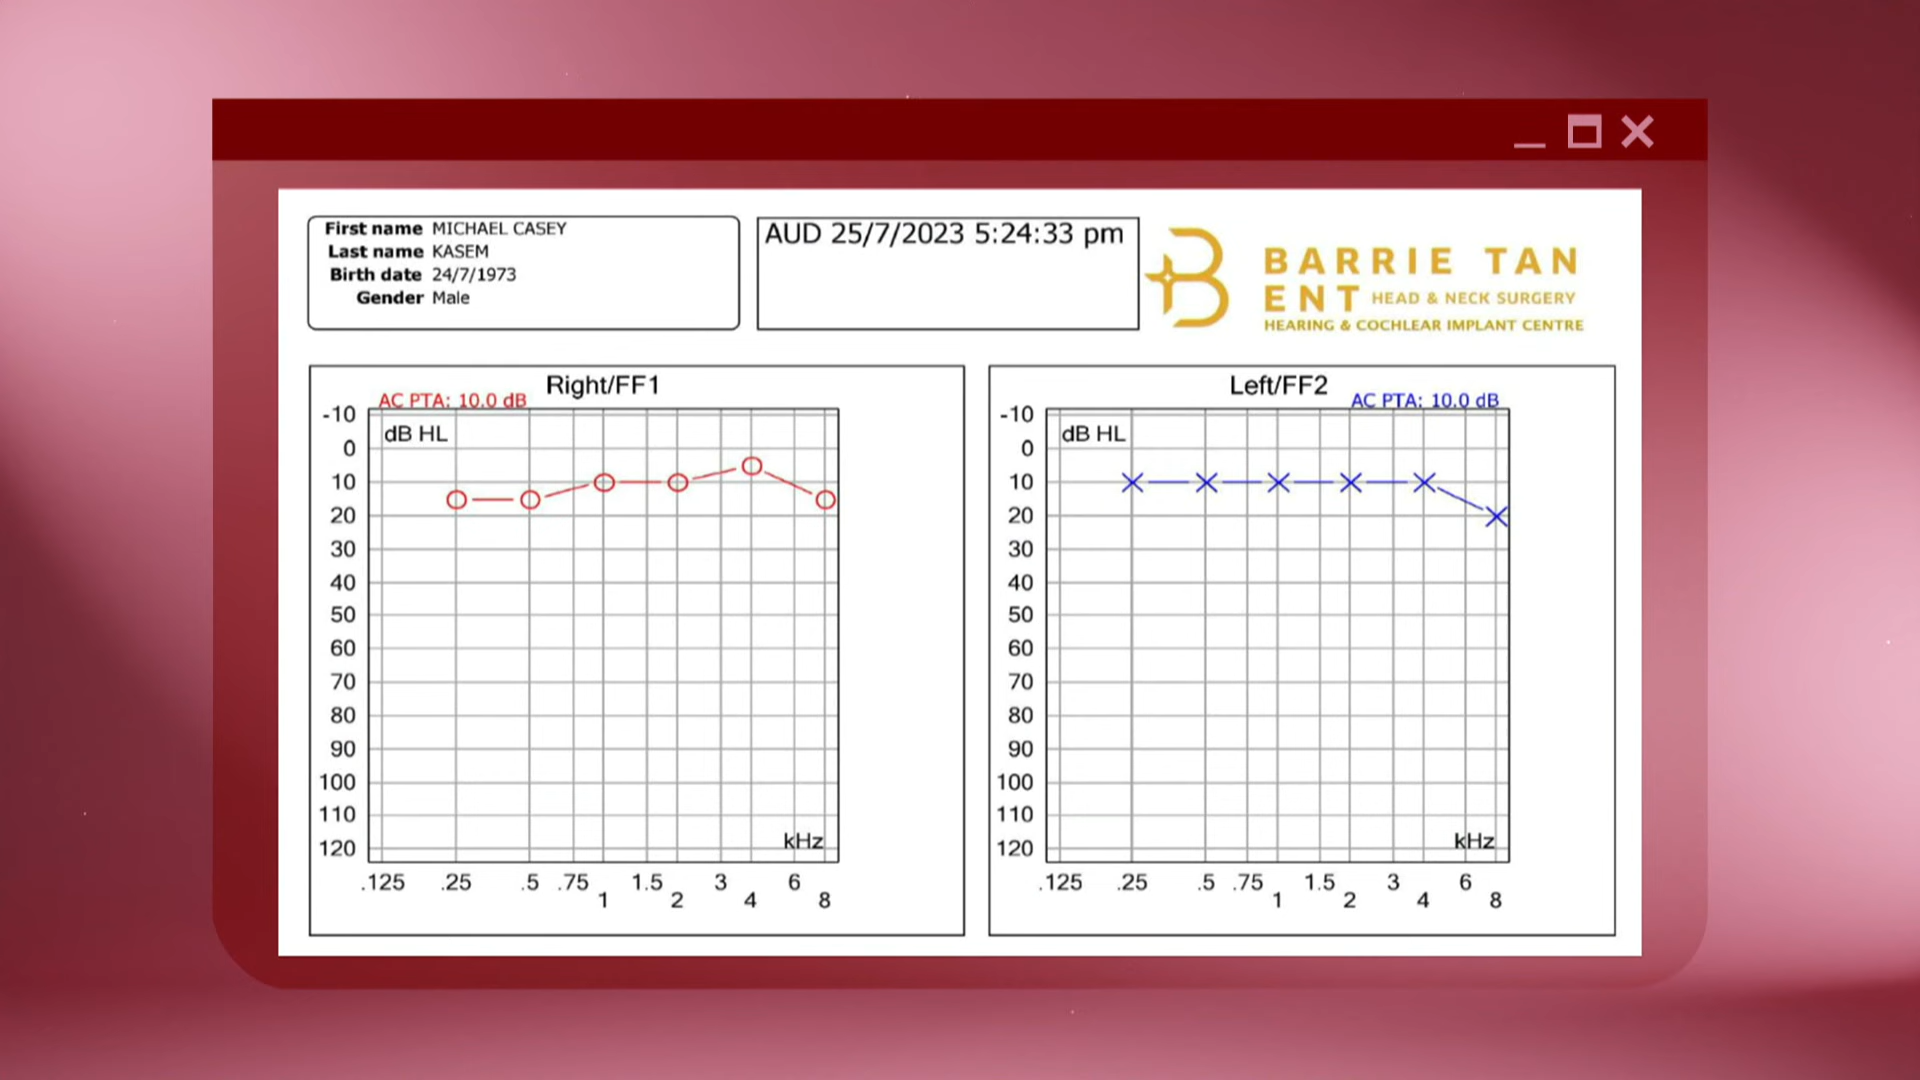 First name MICHAEL CASEY
Last name KASEM
Birth date 24/7/1973
Gender Male
AUD 25/7/2023 5:24:33 pm
BARRIE TAN
ENT HEAD & NECK SURGERY
HEARING & COCHLEAR IMPLANT CENTRE
Right/FF1
AC PTA: 10.0 dB
dB HL
-10
0
10
20
30
40
50
60
70
80
90
100
110
120
kHz
.125 .25 .5 .75 1.5 3 6
1 2 4 8
Left/FF2
AC PTA: 10.0 dB
dB HL
-10
0
10
20
30
40
50
60
70
80
90
100
110
120
kHz
.125 .25 .5 .75 1.5 3 6
1 2 4 8